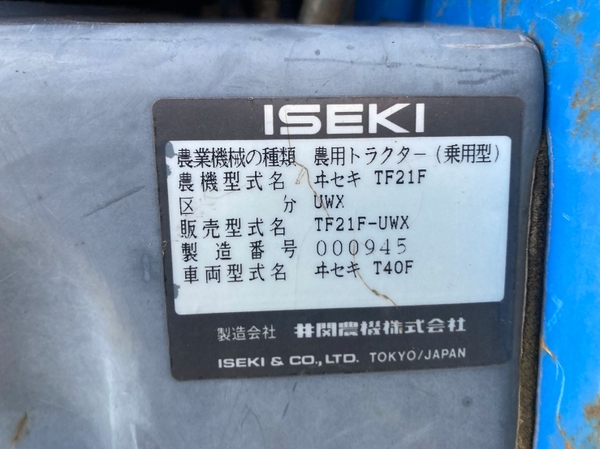 ISEKI
農業機械の種類 農用トラクター(乗用型)
農機型式名 ヰセキ TF21F
区分 UWX
販売型式名 TF21F-UWX
製造番号 000945
車両型式名 ヰセキ T40F
製造会社 井関農機株式会社
ISEKI & CO., LTD. TOKYO/JAPAN